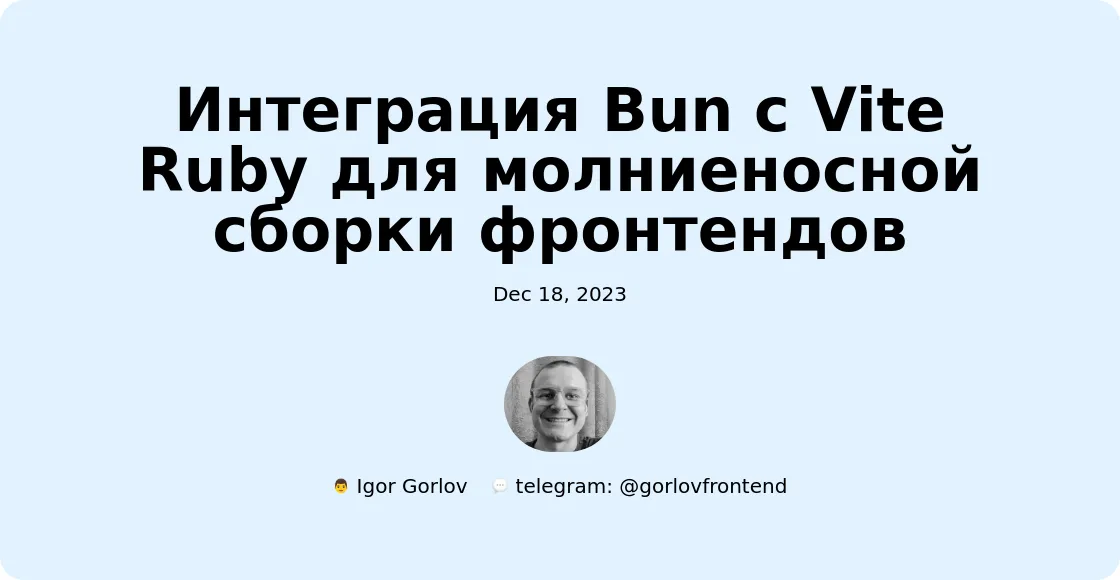 Интеграция Bun с Vite
Ruby для молниеносной
сборки фронтендов
Dec 18, 2023
👨 Igor Gorlov 💬 telegram: @gorlovfrontend